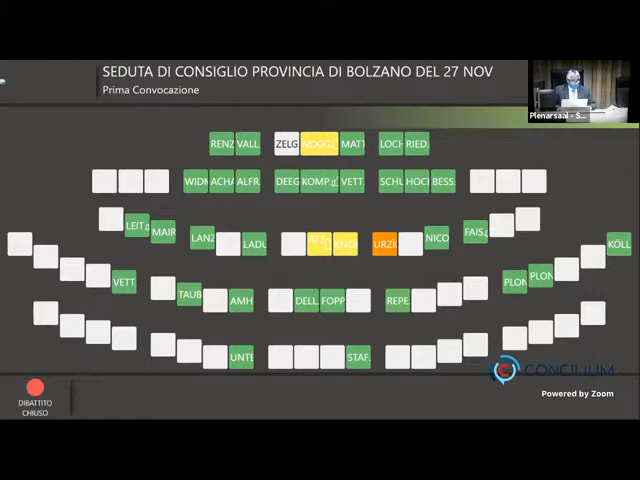 SEDUTA DI CONSIGLIO PROVINCIA DI BOLZANO DEL 27 NOV
Prima Convocazione
Plenarsaal - S...
RENZ VALL ZELG NOGG MATT LOCH RIED.
WIDM ACHA ALFR. DEEG KOMP. VETT. SCHU HOCH BESS.
LEIT MAIR LANZ LADU KNOL URZI NICO FAIS
VETT. TAUB AMH DELL. FOPP REPE. PLON PLON KÖLL
UNTE STAF.
CONCILIUM
DIBATTITO
CHIUSO
Powered by Zoom